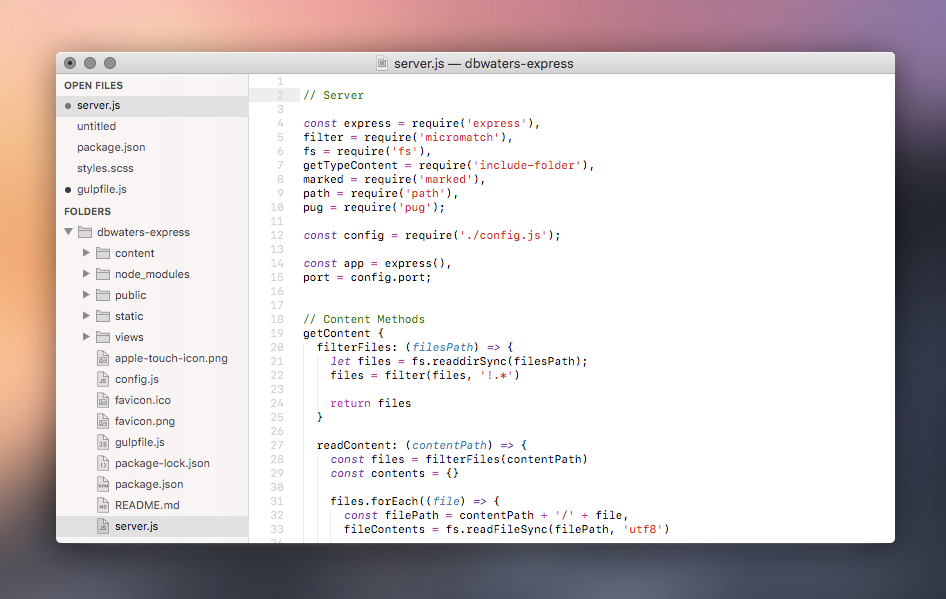 server.js — dbwaters-express
OPEN FILES
server.js
untitled
package.json
styles.scss
gulpfile.js
FOLDERS
dbwaters-express
content
node_modules
public
static
views
apple-touch-icon.png
config.js
favicon.ico
favicon.png
gulpfile.js
package-lock.json
package.json
README.md
server.js
1
2 // Server
3
4 const express = require('express'),
5 filter = require('micromatch'),
6 fs = require('fs'),
7 getTypeContent = require('include-folder'),
8 marked = require('marked'),
9 path = require('path'),
10 pug = require('pug');
11
12 const config = require('./config.js');
13
14 const app = express(),
15 port = config.port;
16
17
18 // Content Methods
19 getContent {
20 filterFiles: (filesPath) => {
21 let files = fs.readdirSync(filesPath);
22 files = filter(files, '!.*')
23
24 return files
25 }
26
27 readContent: (contentPath) => {
28 const files = filterFiles(contentPath)
29 const contents = {}
30
31 files.forEach((file) => {
32 const filePath = contentPath + '/' + file,
33 fileContents = fs.readFileSync(filePath, 'utf8')